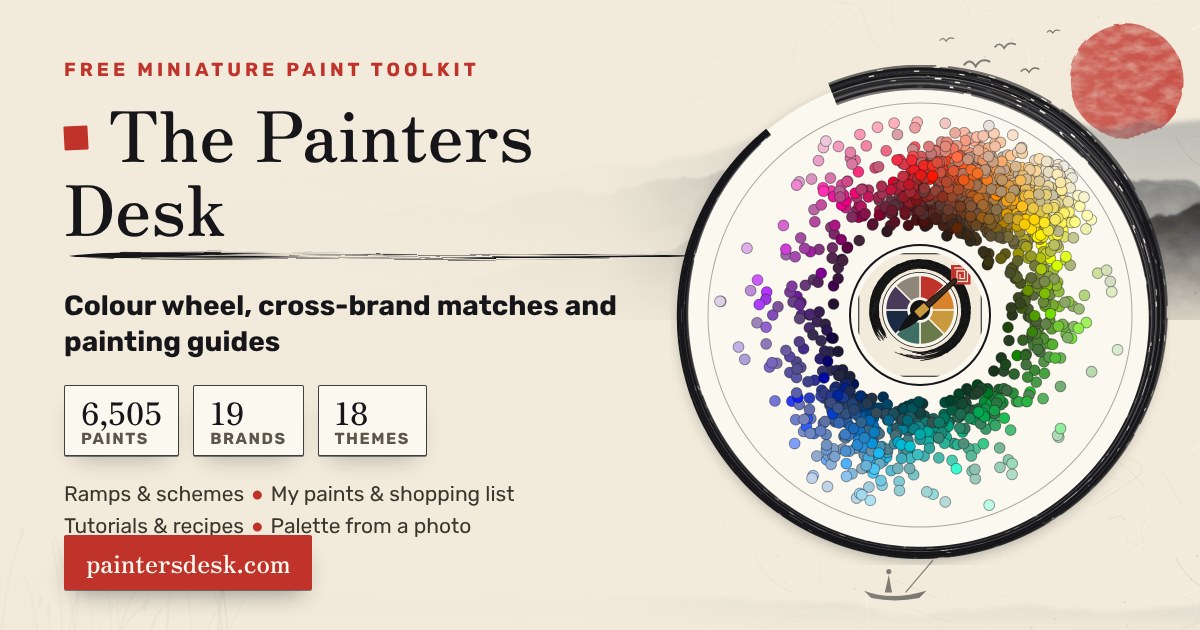 FREE MINIATURE PAINT TOOLKIT
The Painters
Desk
Colour wheel, cross-brand matches and
painting guides
6,505
PAINTS
19
BRANDS
18
THEMES
Ramps & schemes • My paints & shopping list
Tutorials & recipes • Palette from a photo
paintersdesk.com